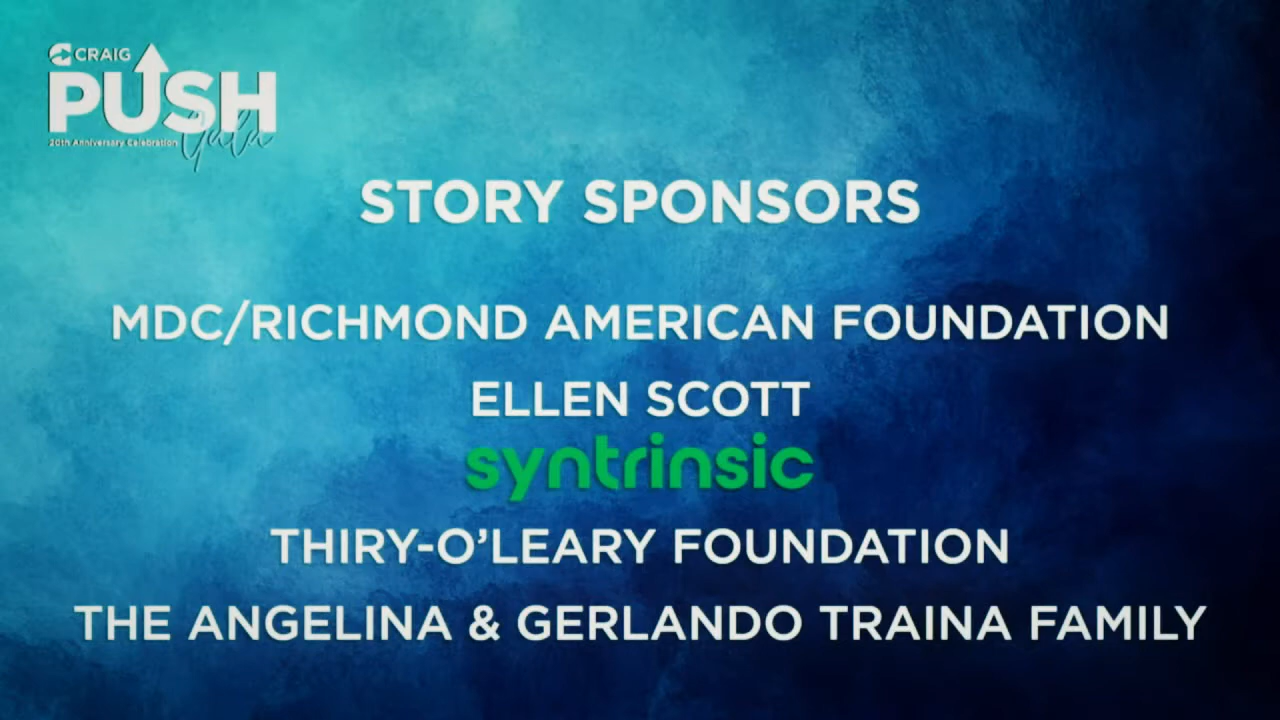 CRAIG
PUSH
Gala
20th Anniversary Celebration
STORY SPONSORS
MDC/RICHMOND AMERICAN FOUNDATION
ELLEN SCOTT
syntrinsic
THIRY-O’LEARY FOUNDATION
THE ANGELINA & GERLANDO TRAINA FAMILY